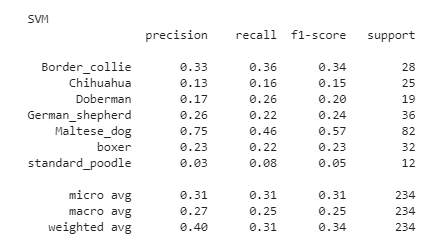 SVM
precision recall f1-score support
Border_collie 0.33 0.36 0.34 28
Chihuahua 0.13 0.16 0.15 25
Doberman 0.17 0.26 0.20 19
German_shepherd 0.26 0.22 0.24 36
Maltese_dog 0.75 0.46 0.57 82
boxer 0.23 0.22 0.23 32
standard_poodle 0.03 0.08 0.05 12
micro avg 0.31 0.31 0.31 234
macro avg 0.27 0.25 0.25 234
weighted avg 0.40 0.31 0.34 234